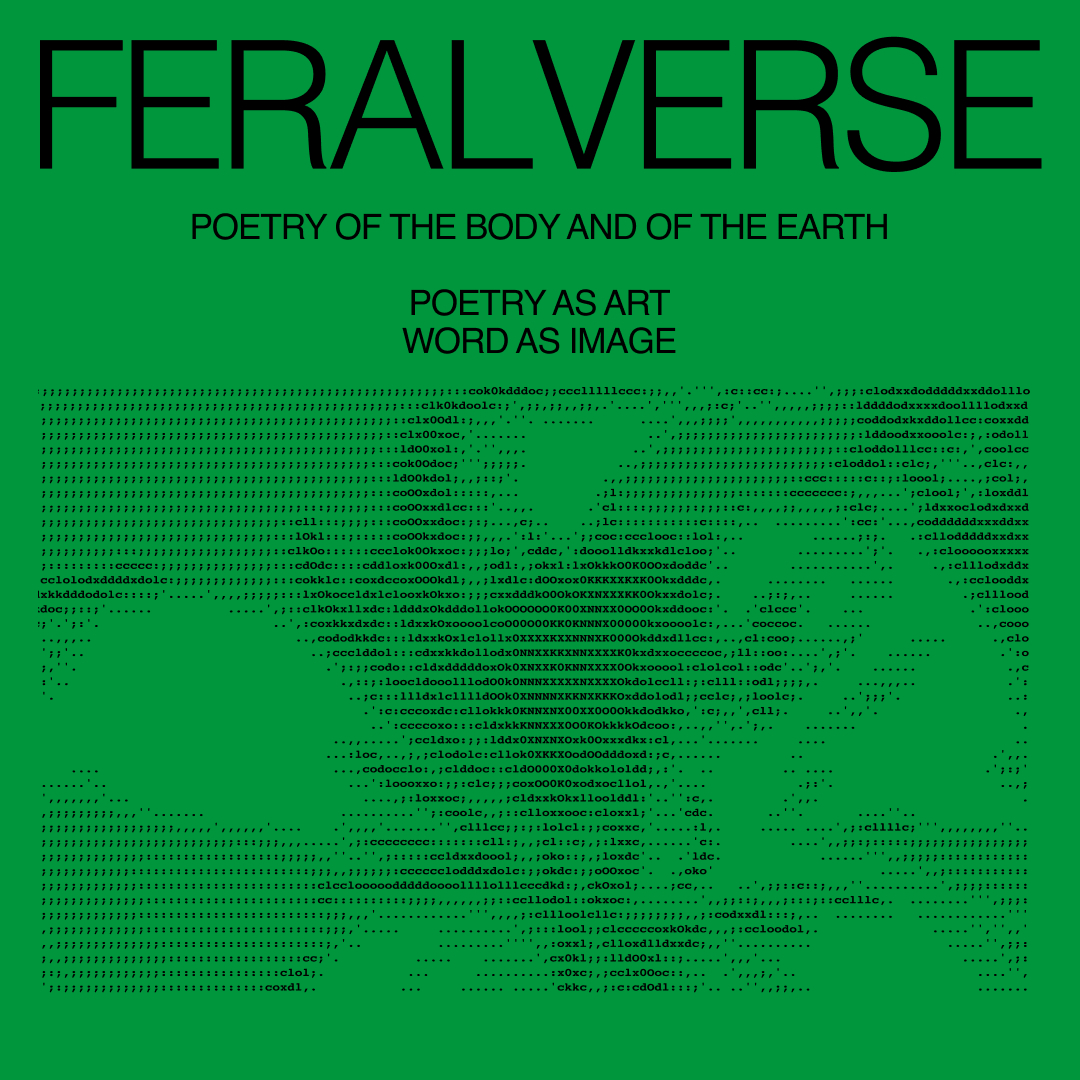 FERALVERSE
POETRY OF THE BODY AND OF THE EARTH
POETRY AS ART
WORD AS IMAGE